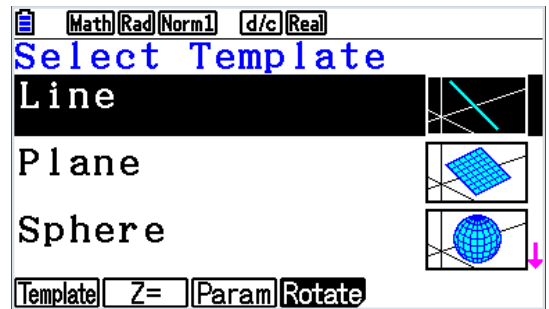 Math Rad Norm1 d/c Real
Select Template
Line
Plane
Sphere
Template Z= Param Rotate